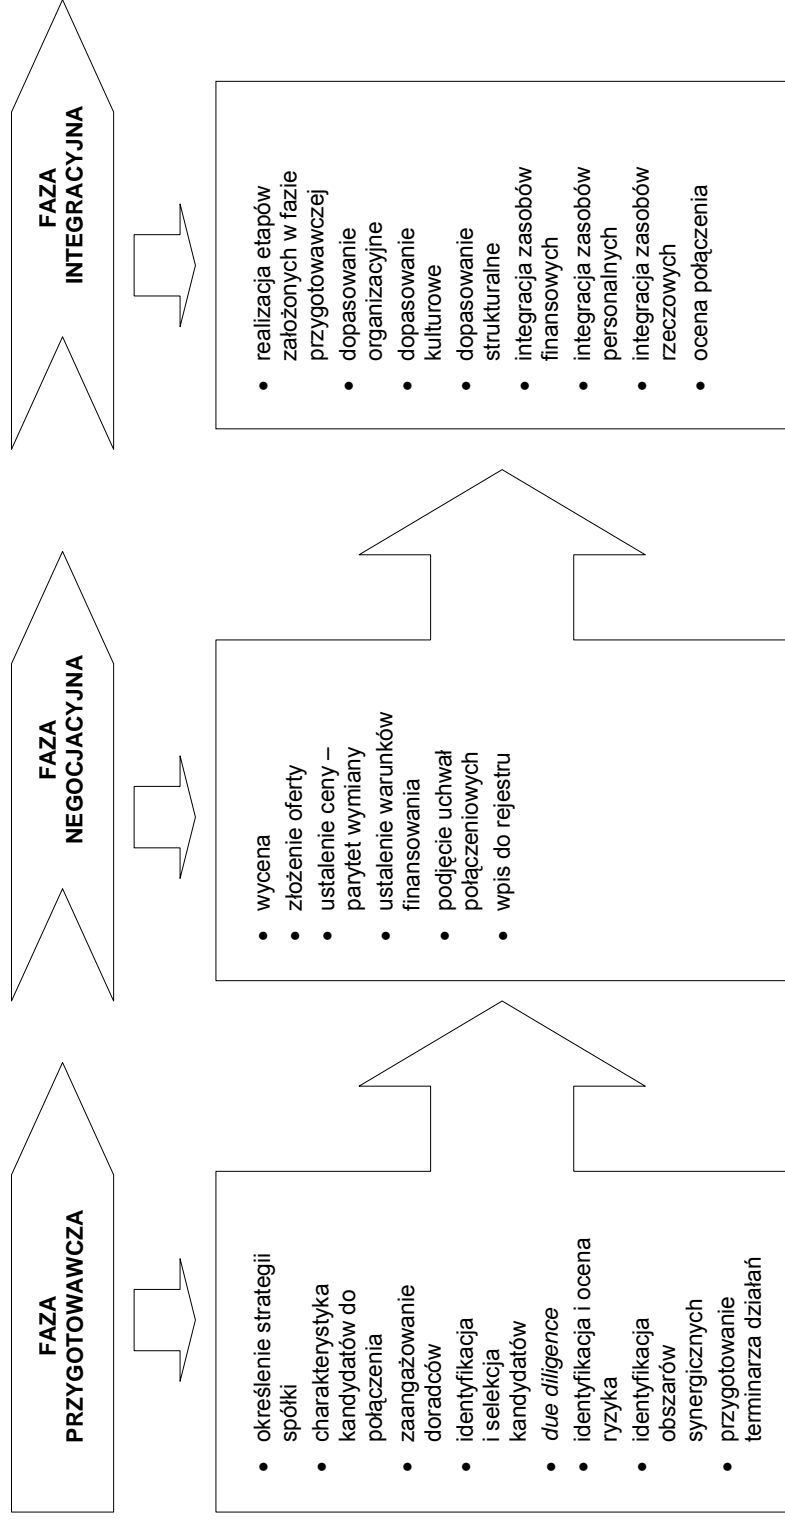 FAZA
PRZYGOTOWAWCZA
• określenie strategii
spółki
• charakterystyka
kandydatów do
połączenia
• zaangażowanie
doradców
• identyfikacja
i selekcja
kandydatów
• due diligence
• identyfikacja i ocena
ryzyka
• identyfikacja
obszarów
synergicznych
• przygotowanie
terminarza działań
FAZA
NEGOCJACYJNA
• wycena
• złożenie oferty
• ustalenie ceny –
parytet wymiany
• ustalenie warunków
finansowania
• podjęcie uchwał
połączeniowych
• wpis do rejestru
FAZA
INTEGRACYJNA
• realizacja etapów
założonych w fazie
przygotowawczej
• dopasowanie
organizacyjne
• dopasowanie
kulturowe
• dopasowanie
strukturalne
• integracja zasobów
finansowych
• integracja zasobów
personalnych
• integracja zasobów
rzeczowych
• ocena połączenia